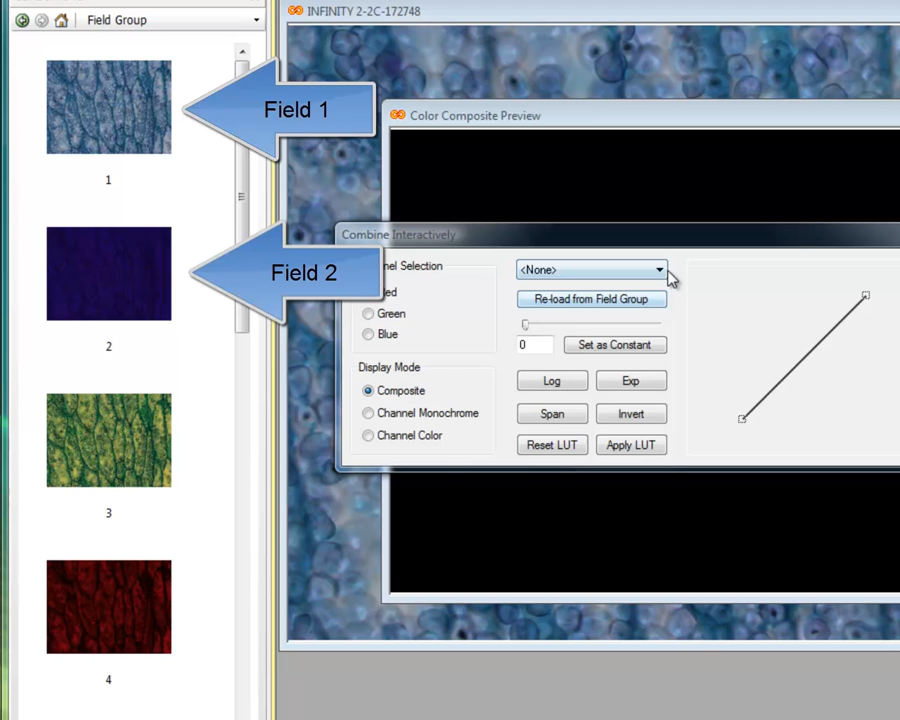 Field Group
INFINITY 2-2C-172748
Field 1
1
Field 2
2
3
4
Color Composite Preview
Combine Interactively
nel Selection
ed
Green
Blue
Display Mode
Composite
Channel Monochrome
Channel Color
<None>
Re-load from Field Group
0
Set as Constant
Log
Exp
Span
Invert
Reset LUT
Apply LUT